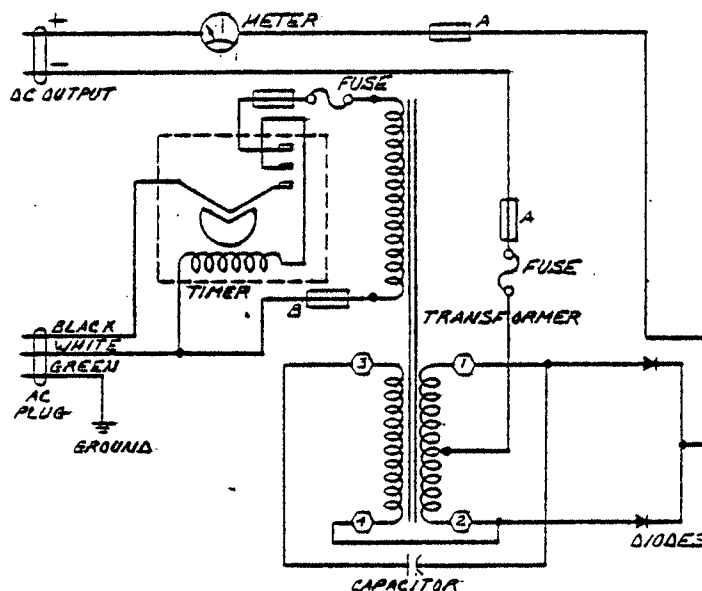 +
METER
A
-
DC OUTPUT
FUSE
A
FUSE
TIMER
B
TRANSFORMER
BLACK
WHITE
GREEN
AC
PLUG
GROUND
3
1
4
2
DIODES
CAPACITOR